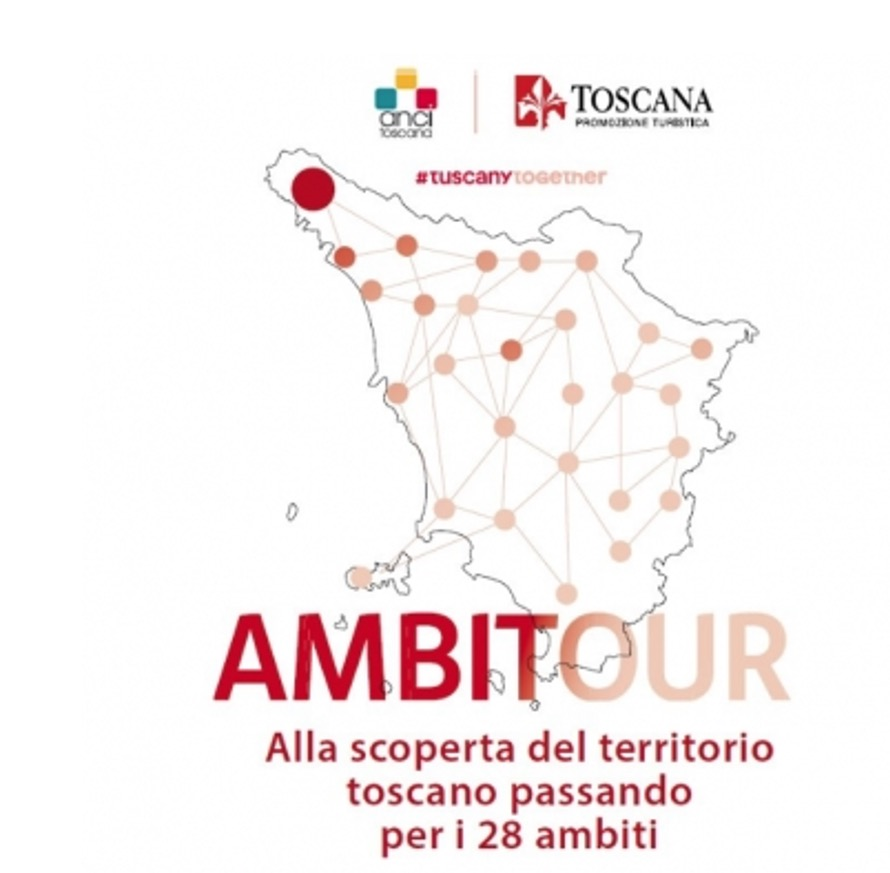 anci
toscana
TOSCANA
PROMOZIONE TURISTICA
#tuscanytogether
AMBITOUR
Alla scoperta del territorio
toscano passando
per i 28 ambiti